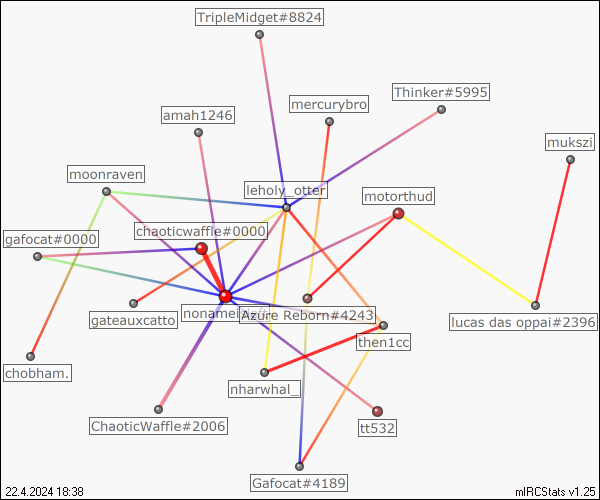 TripleMidget#8824
Thinker#5995
mercurybro
amah1246
mukszi
moonraven
leholy_otter
motorthud
chaoticwaffle#0000
gafocat#0000
gateauxcatto
Azure Reborn#4243
lucas das oppai#2396
then1cc
chobham.
nharwhal_
ChaoticWaffle#2006
tt532
Gafocat#4189
22.4.2024 18:38
mIRCStats v1.25